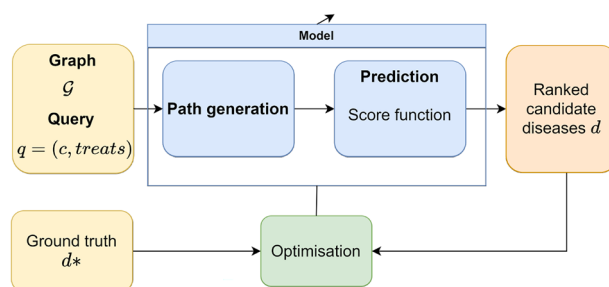 Model
Graph
𝒢
Query
q = (c, treats)
Path generation
Prediction
Score function
Ranked
candidate
diseases d
Ground truth
d*
Optimisation